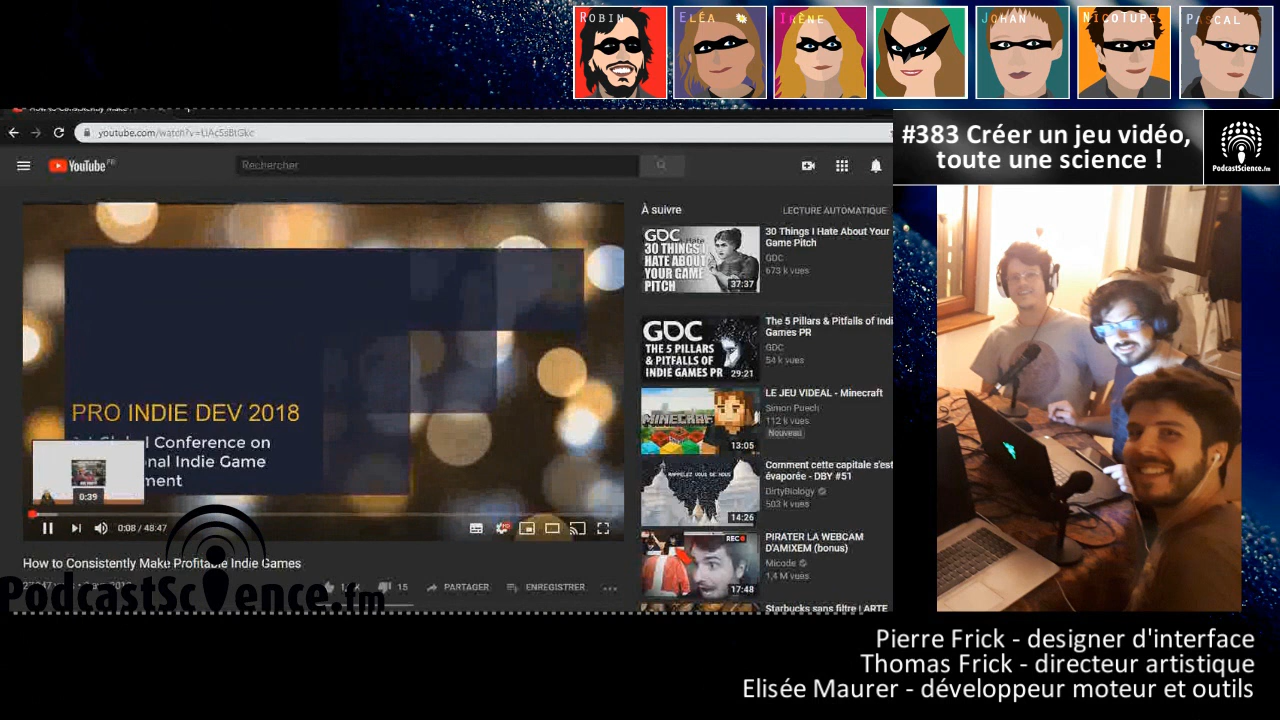 ROBIN
ELÉA
IRÈNE
JOHAN
NICOTUPE
PASCAL
#383 Créer un jeu vidéo,
toute une science !
PodcastScience.fm
YouTube FR
Rechercher
PRO INDIE DEV 2018
Conference on
Indie Game
0:39
0:08 / 48:47
How to Consistently Make Profitable Indie Games
15
PARTAGER
ENREGISTRER
PodcastScience.fm
À suivre
LECTURE AUTOMATIQUE
GDC
30 THINGS I
HATE ABOUT
YOUR GAME
PITCH
37:37
30 Things I Hate About Your
Game Pitch
GDC
673 k vues
GDC
THE 5 PILLARS
& PITFALLS OF
INDIE GAMES PR
29:21
The 5 Pillars & Pitfalls of Indi
Games PR
GDC
54 k vues
MINECRAF
13:05
LE JEU VIDEAL - Minecraft
Simon Puech
112 k vues
Nouveau
RAPPELEZ VOUS DE NOUS
14:26
Comment cette capitale s'est
évaporée - DBY #51
DirtyBiology
503 k vues
REC
17:48
PIRATER LA WEBCAM
D'AMIXEM (bonus)
Micode
1,4 M vues
Starbucks sans filtre | ARTE
Pierre Frick - designer d'interface
Thomas Frick - directeur artistique
Elisée Maurer - développeur moteur et outils